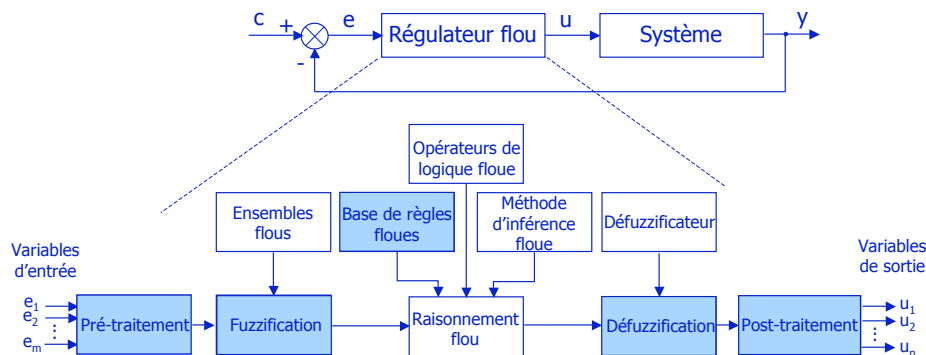 c
+
-
e
Régulateur flou
u
Système
y
Opérateurs de
logique floue
Ensembles
flous
Base de règles
floues
Méthode
d'inférence
floue
Défuzzificateur
Variables
d'entrée
Variables
de sortie
e1
e2
⋮
em
Pré-traitement
Fuzzification
Raisonnement
flou
Défuzzification
Post-traitement
u1
u2
⋮
un